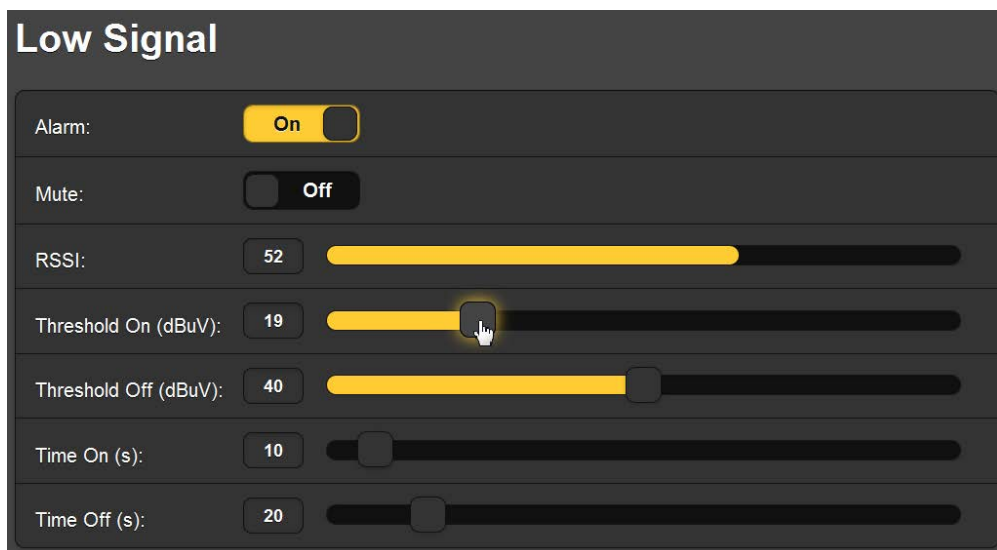 Low Signal
Alarm: On
Mute: Off
RSSI: 52
Threshold On (dBuV): 19
Threshold Off (dBuV): 40
Time On (s): 10
Time Off (s): 20